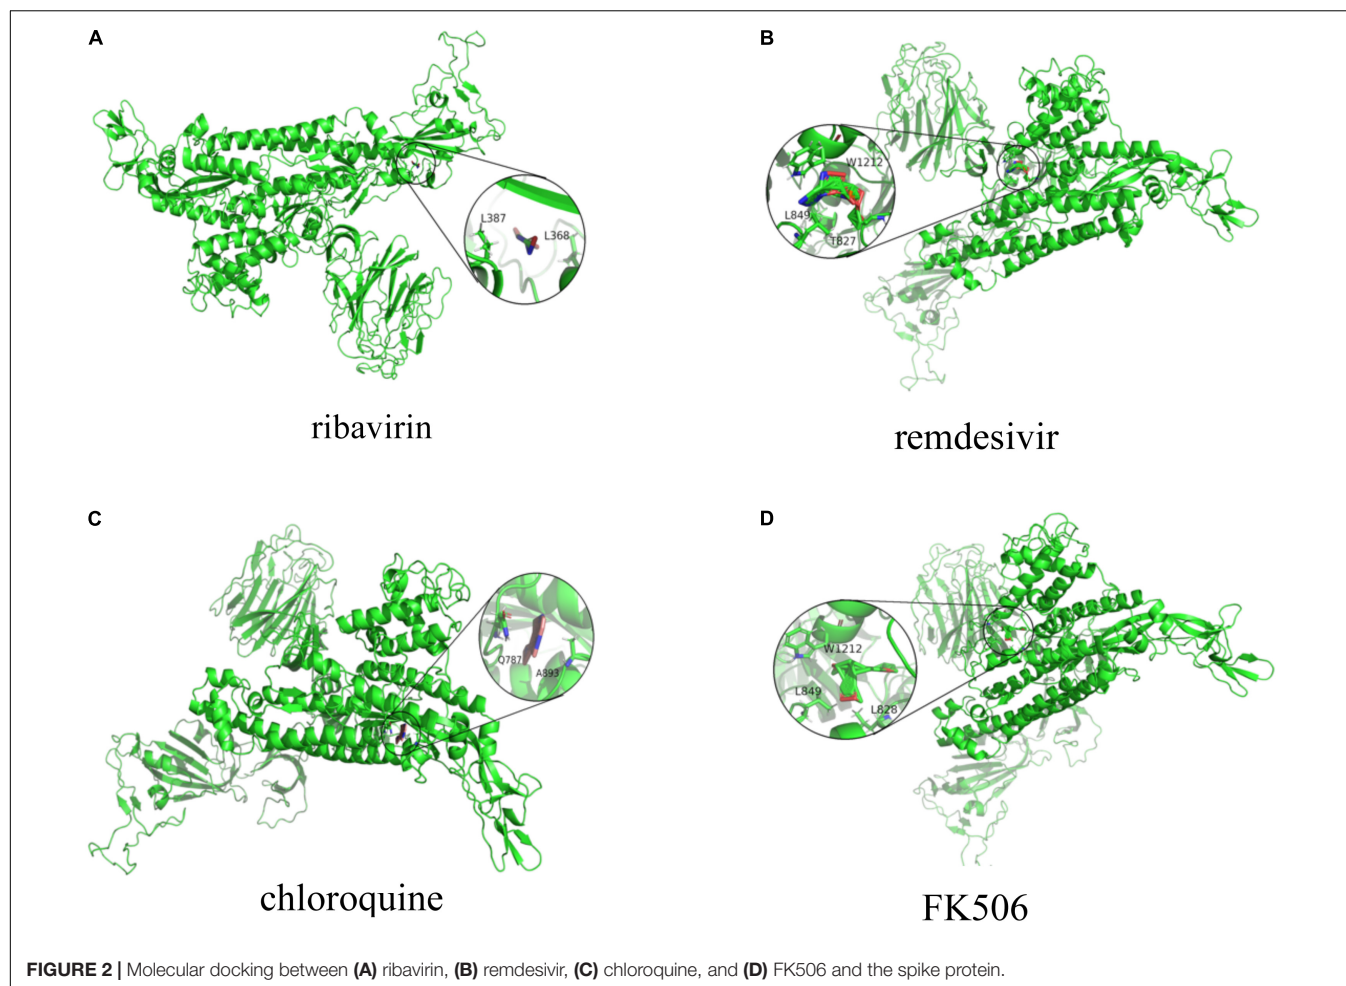 A
L387
L368
ribavirin
B
W1212
L849
T827
remdesivir
C
Q787
A893
chloroquine
D
W1212
L849
L828
FK506
FIGURE 2 | Molecular docking between (A) ribavirin, (B) remdesivir, (C) chloroquine, and (D) FK506 and the spike protein.